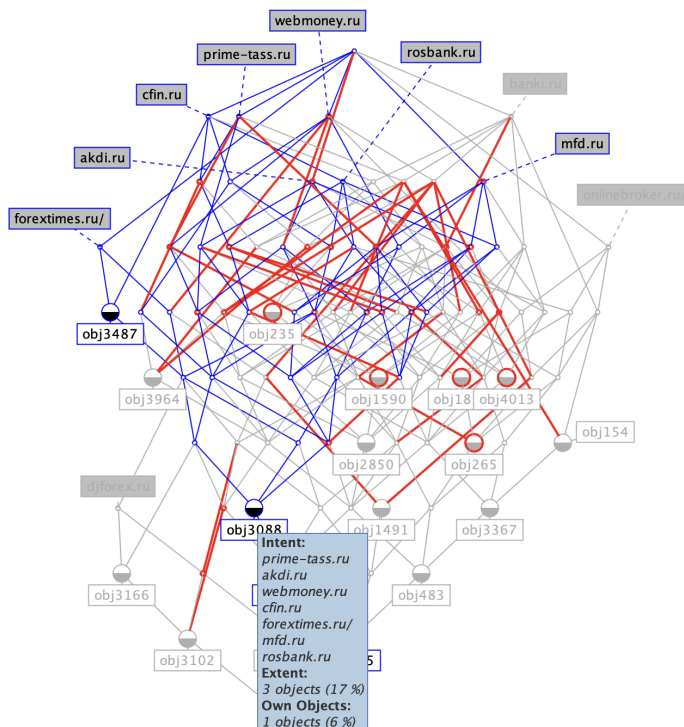 webmoney.ru
rosbank.ru
prime-tass.ru
banki.ru
cfin.ru
mfd.ru
akdi.ru
onlinebroker.ru
forextimes.ru/
obj3487
obj235
obj3964
obj1590
obj18
obj4013
obj154
obj2850
obj265
djforex.ru
obj3088
obj1491
obj3367
Intent:
prime-tass.ru
akdi.ru
webmoney.ru
cfin.ru
forextimes.ru/
mfd.ru
rosbank.ru
Extent:
3 objects (17 %)
Own Objects:
1 objects (6 %)
obj3166
obj483
obj3102
5